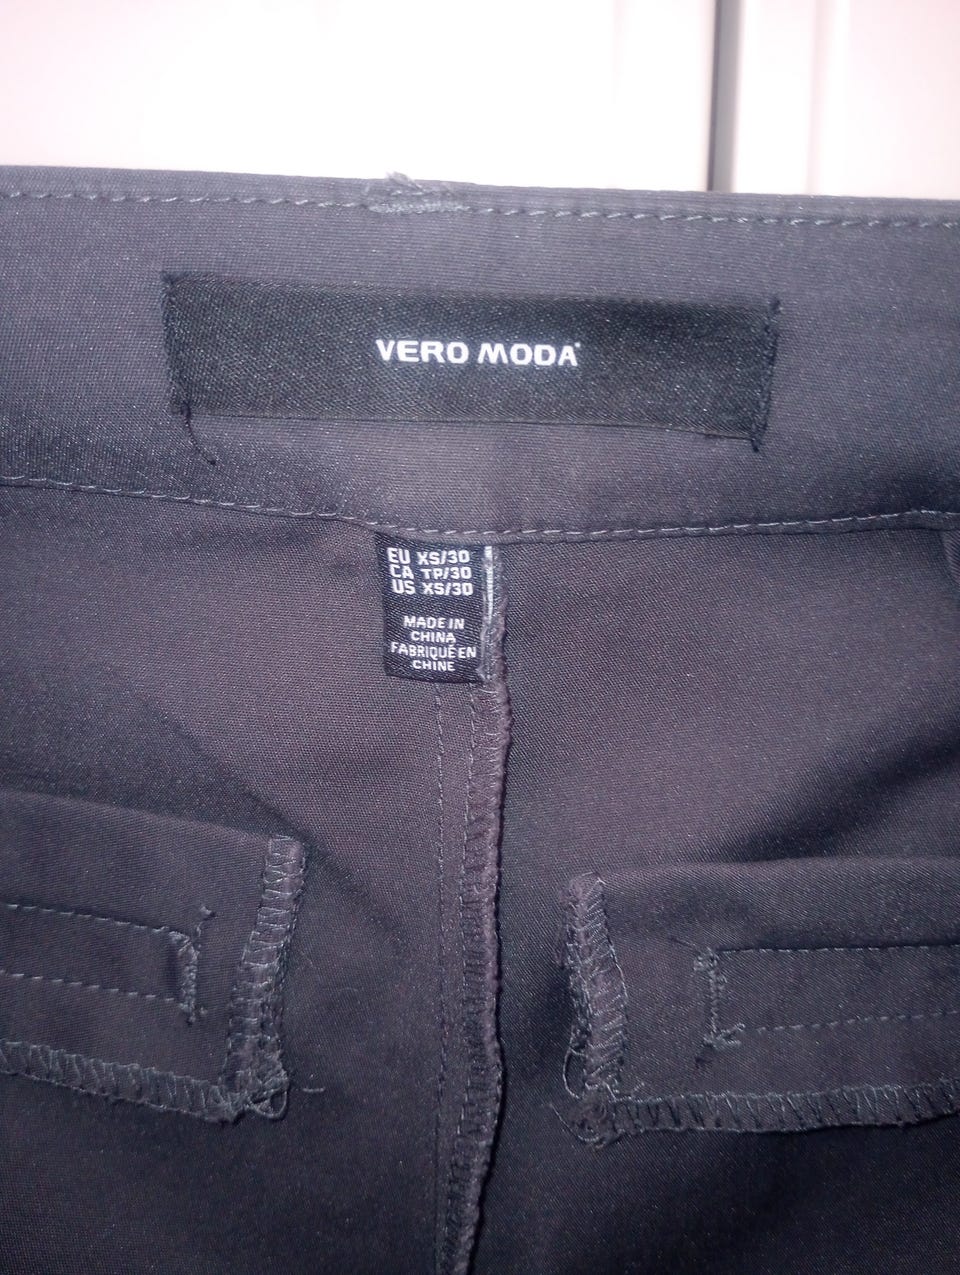 VERO MODA
EU XS/30
CA TP/30
US XS/30
MADE IN
CHINA
FABRIQUÉ EN
CHINE